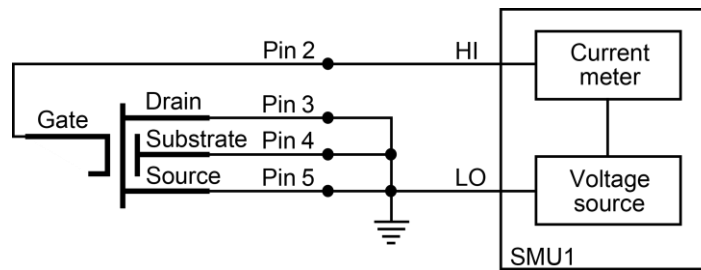 Pin 2
HI
Current
meter
Drain
Pin 3
Gate
Substrate
Pin 4
Source
Pin 5
LO
Voltage
source
SMU1